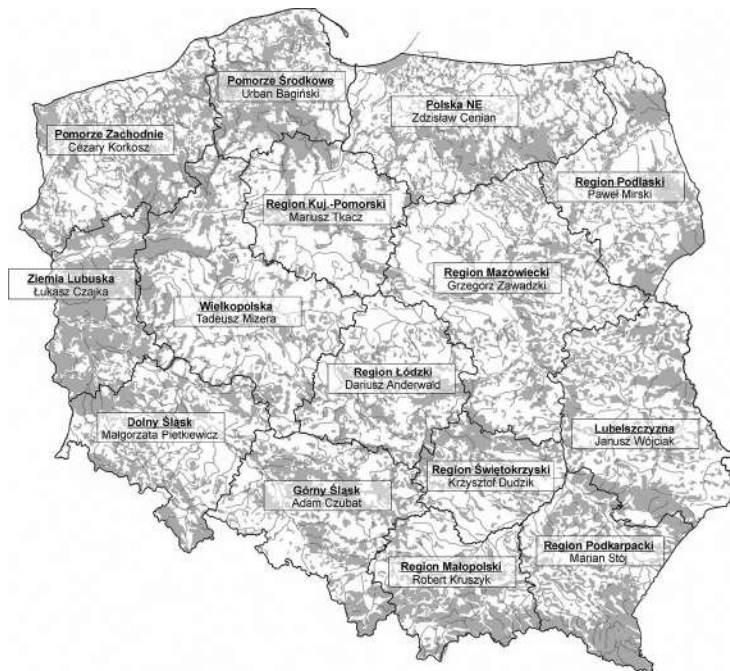 Pomorze Środkowe
Urban Bagiński
Polska NE
Zdzisław Cenian
Pomorze Zachodnie
Cezary Korkosz
Region Podlaski
Paweł Mirski
Region Kuj.-Pomorski
Mariusz Tkacz
Region Mazowiecki
Grzegorz Zawadzki
Ziemia Lubuska
Łukasz Czajka
Wielkopolska
Tadeusz Mizera
Region Łódzki
Dariusz Anderwald
Dolny Śląsk
Małgorzata Pietkiewicz
Lubelszczyzna
Janusz Wójciak
Region Świętokrzyski
Krzysztof Dudzik
Górny Śląsk
Adam Czubat
Region Podkarpacki
Marian Stój
Region Małopolski
Robert Kruszyk